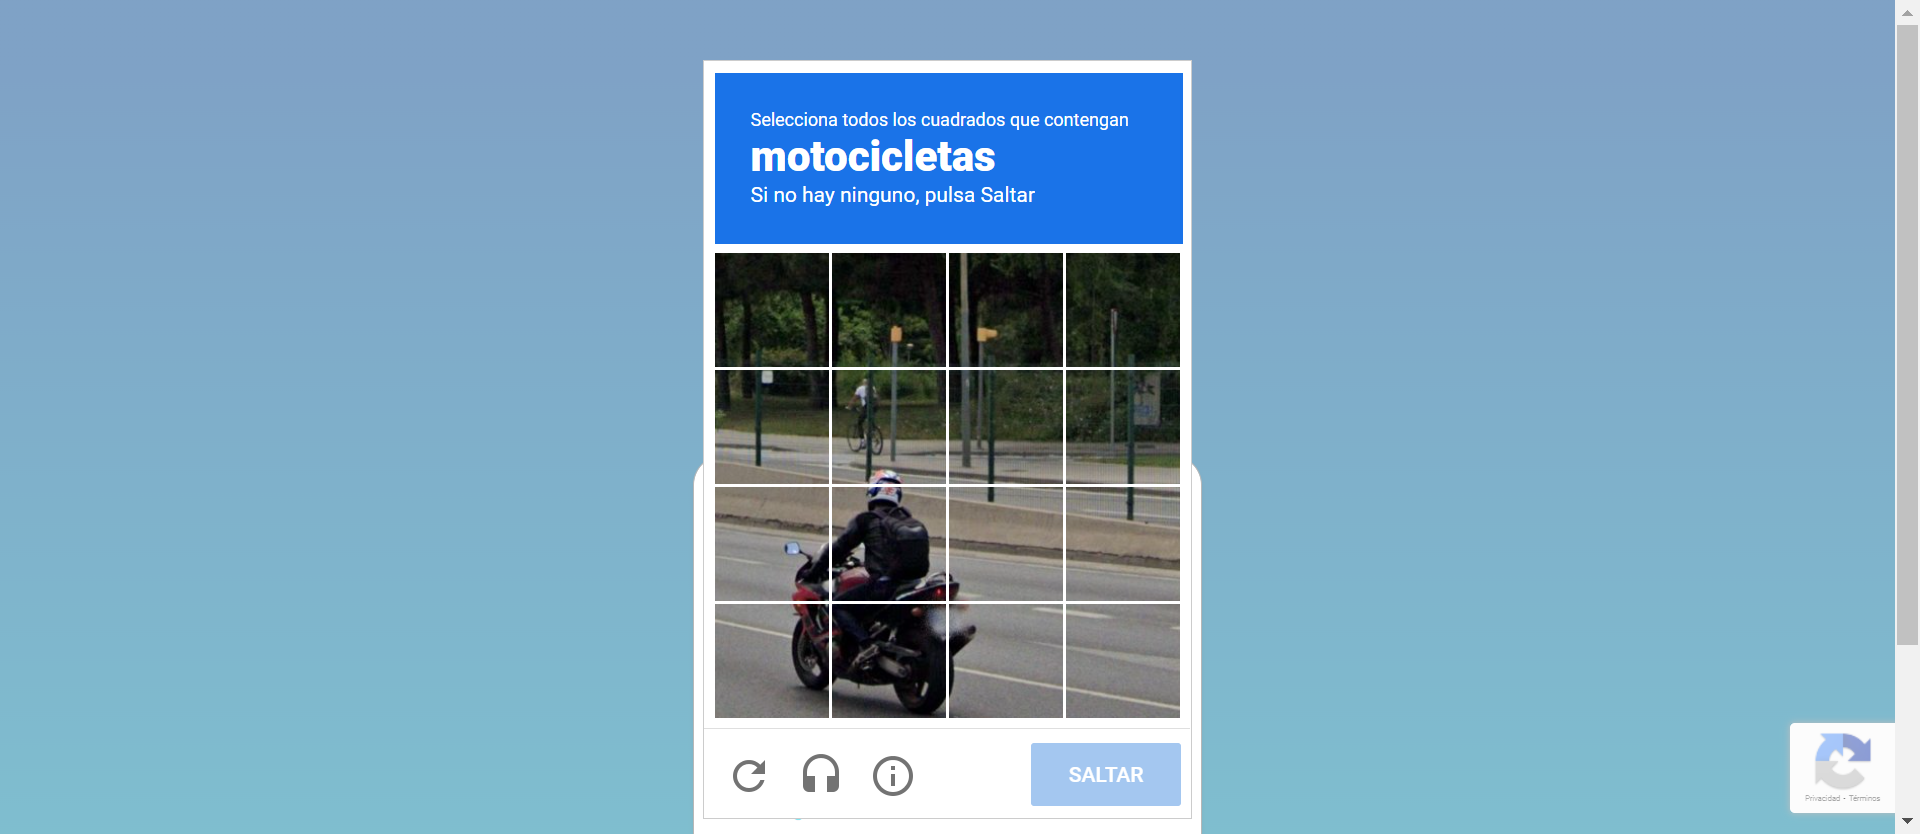 Selecciona todos los cuadrados que contengan
motocicletas
Si no hay ninguno, pulsa Saltar
SALTAR
Privacidad - Términos